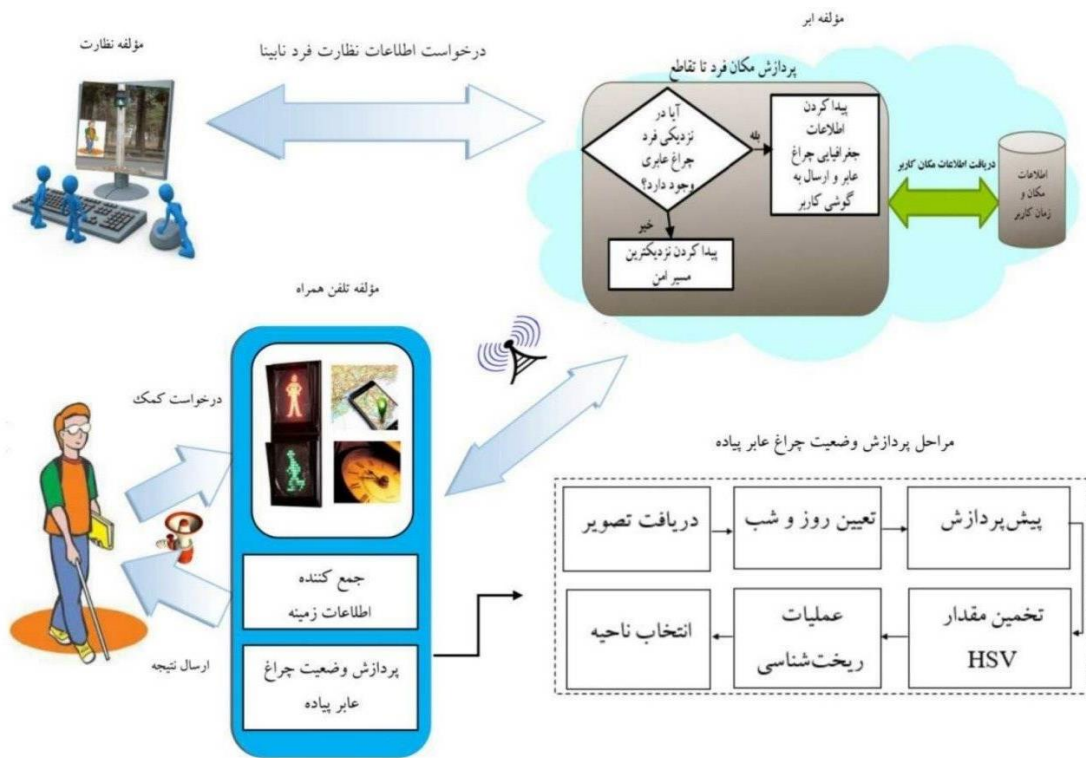 مؤلفه ابر
مؤلفه نظارت
درخواست اطلاعات نظارت فرد نابینا
پردازش مکان فرد تا تقاطع
آیا در
نزدیکی فرد
چراغ عابری
وجود دارد؟
بله
پیدا کردن
اطلاعات
جغرافیایی چراغ
عابر و ارسال به
گوشی کاربر
خیر
پیدا کردن نزدیکترین
مسیر امن
دریافت اطلاعات مکان کاربر
اطلاعات
مکان و
زمان کاربر
مؤلفه تلفن همراه
درخواست کمک
جمع کننده
اطلاعات زمینه
پردازش وضعیت چراغ
عابر پیاده
ارسال نتیجه
مراحل پردازش وضعیت چراغ عابر پیاده
دریافت تصویر
تعیین روز و شب
پیش‌پردازش
تخمین مقدار
HSV
عملیات
ریخت‌شناسی
انتخاب ناحیه